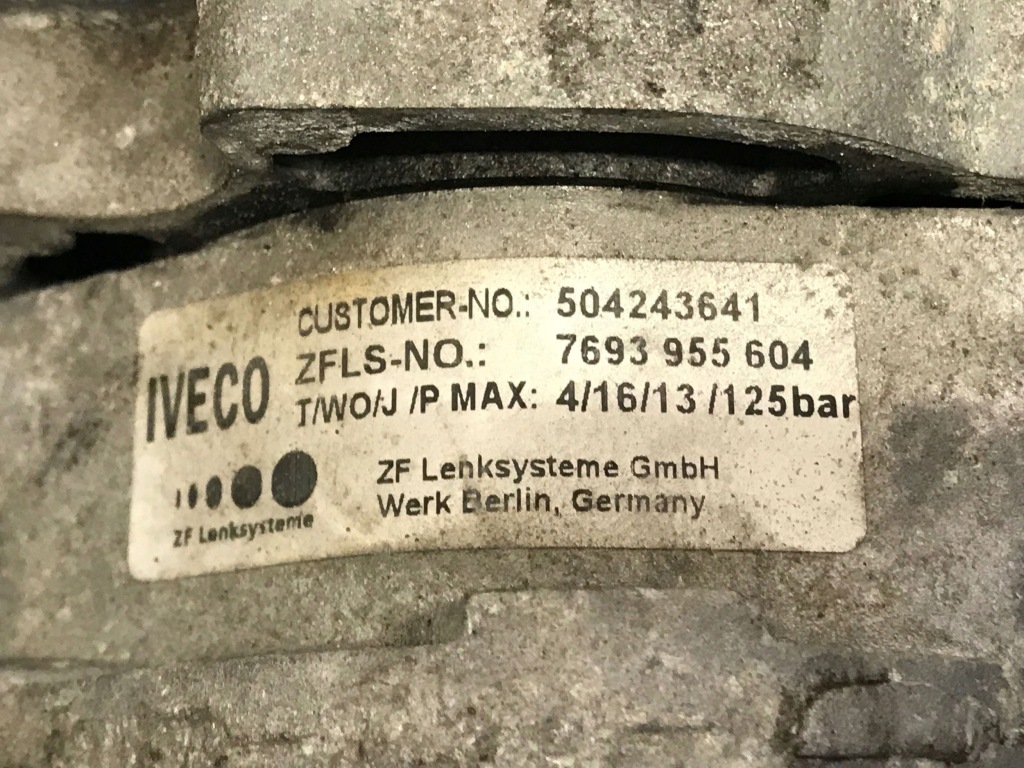 IVECO
CUSTOMER-NO.: 504243641
ZFLS-NO.: 7693 955 604
T/WO/J /P MAX: 4/16/13 /125bar
ZF Lenksysteme
ZF Lenksysteme GmbH
Werk Berlin, Germany